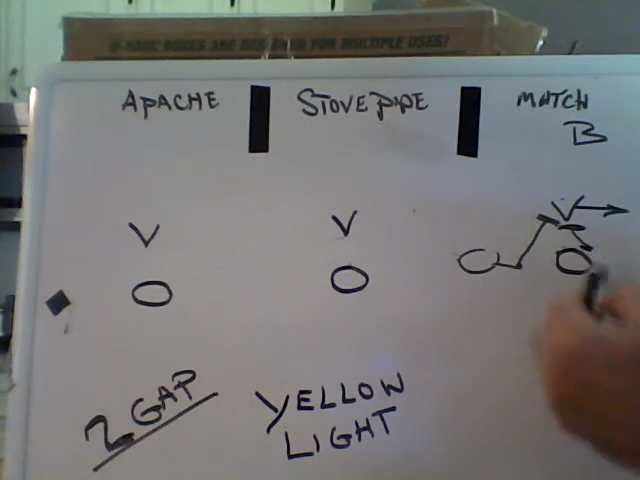 U-HAUL BOXES ARE DESIGNED FOR MULTIPLE USES!
APACHE
STOVEPIPE
MATCH
B
V
V
V
O
O
C
O
2 GAP
YELLOW
LIGHT